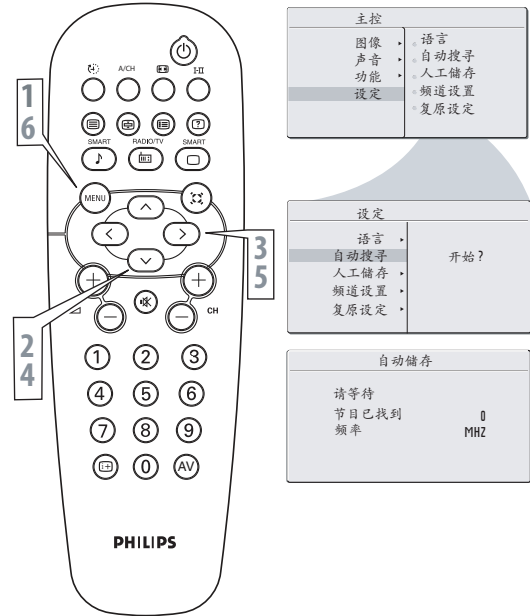 A/CH
I-II
SMART
RADIO/TV
SMART
MENU
1
6
3
5
2
4
CH
1 2 3
4 5 6
7 8 9
i+ 0 AV
PHILIPS
主控
图像
声音
功能
设定
语言
自动搜寻
人工储存
频道设置
复原设定
设定
语言
自动搜寻 开始？
人工储存
频道设置
复原设定
自动储存
请等待
节目已找到 0
频率 MHZ